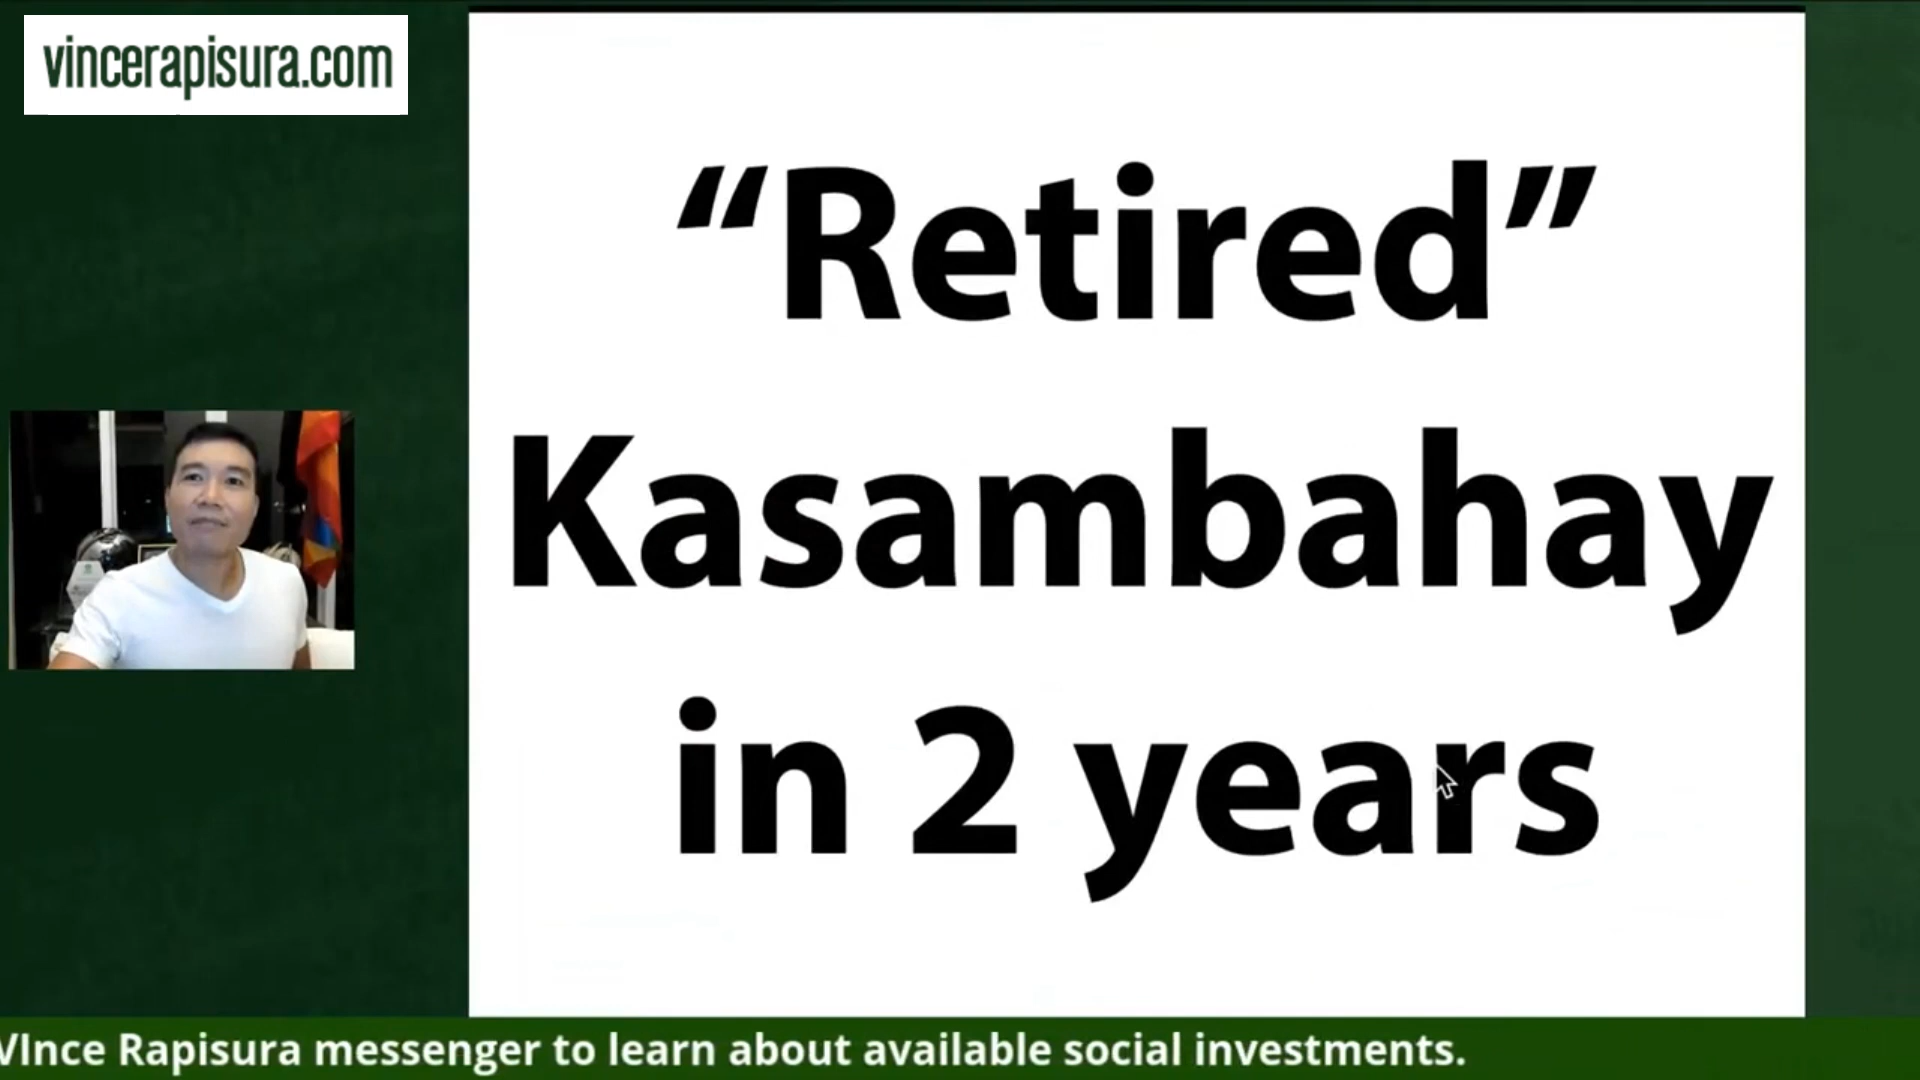 vincerapisura.com
“Retired”
Kasambahay
in 2 years
VInce Rapisura messenger to learn about available social investments.